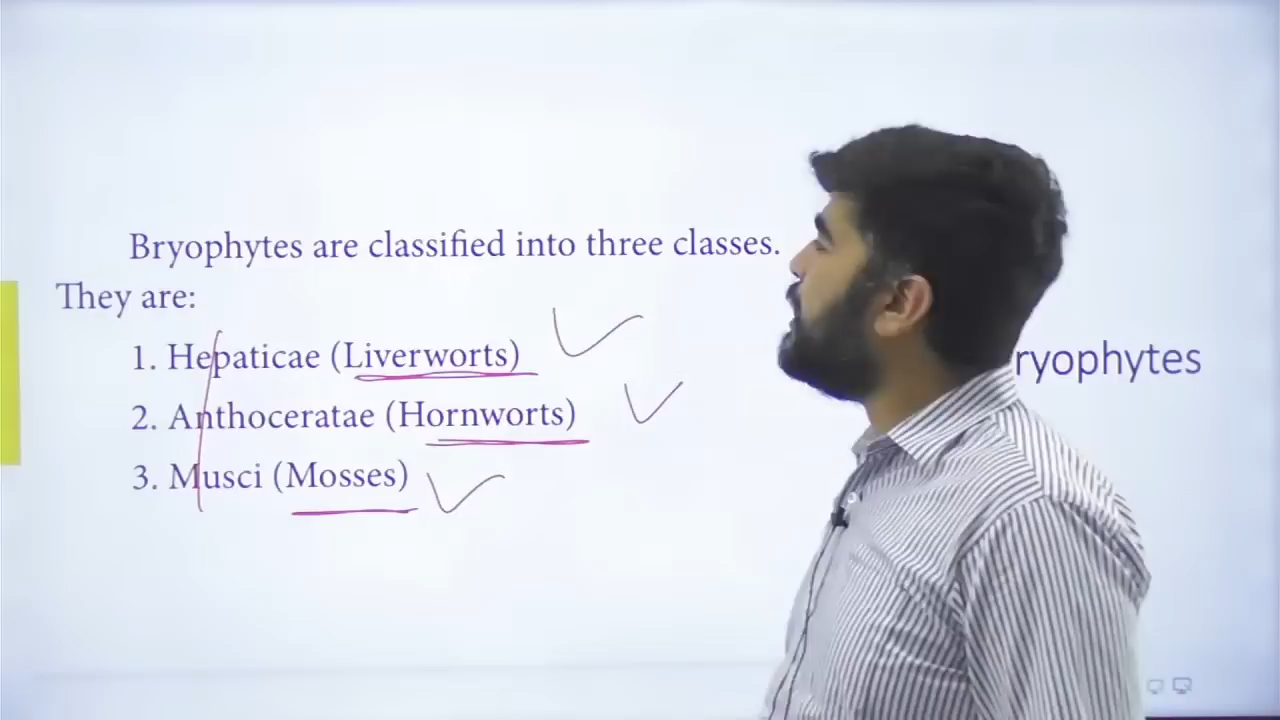 Bryophytes are classified into three classes.
They are:
1. Hepaticae (Liverworts)
2. Anthoceratae (Hornworts)
3. Musci (Mosses)
ryophytes